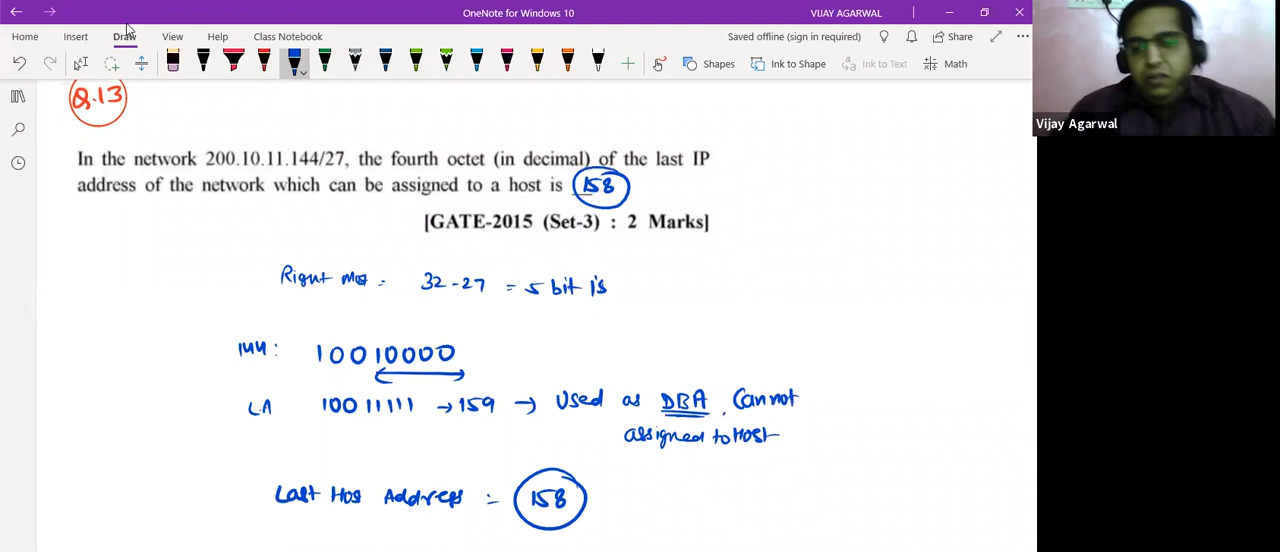 OneNote for Windows 10
VIJAY AGARWAL
Home Insert Draw View Help Class Notebook
Saved offline (sign in required) Share
Shapes Ink to Shape Ink to Text Math
Vijay Agarwal
Q.13
In the network 200.10.11.144/27, the fourth octet (in decimal) of the last IP
address of the network which can be assigned to a host is 158
[GATE-2015 (Set-3) : 2 Marks]
Right Most = 32-27 = 5 bit 1's
144 : 10010000
LA 10011111 → 159 → Used as DBA, Cannot
assigned to Host
Last Hos Address = 158